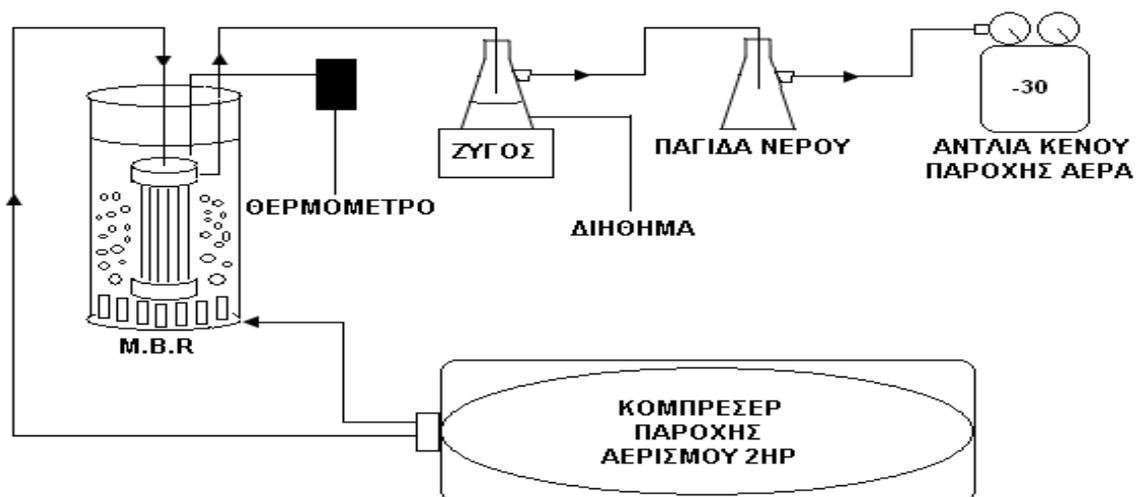 -30
ΖΥΓΟΣ
ΠΑΓΙΔΑ ΝΕΡΟΥ
ΑΝΤΛΙΑ ΚΕΝΟΥ
ΠΑΡΟΧΗΣ ΑΕΡΑ
ΘΕΡΜΟΜΕΤΡΟ
ΔΙΗΘΗΜΑ
M.B.R
ΚΟΜΠΡΕΣΕΡ
ΠΑΡΟΧΗΣ
ΑΕΡΙΣΜΟΥ 2HP